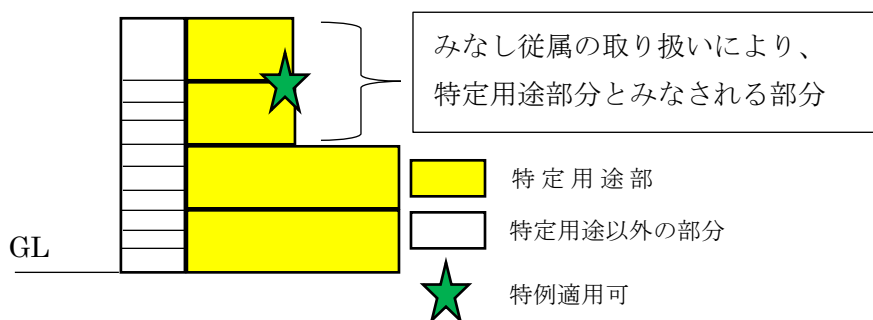 みなし従属の取り扱いにより、
特定用途部分とみなされる部分
特定用途部
特定用途以外の部分
GL
特例適用可